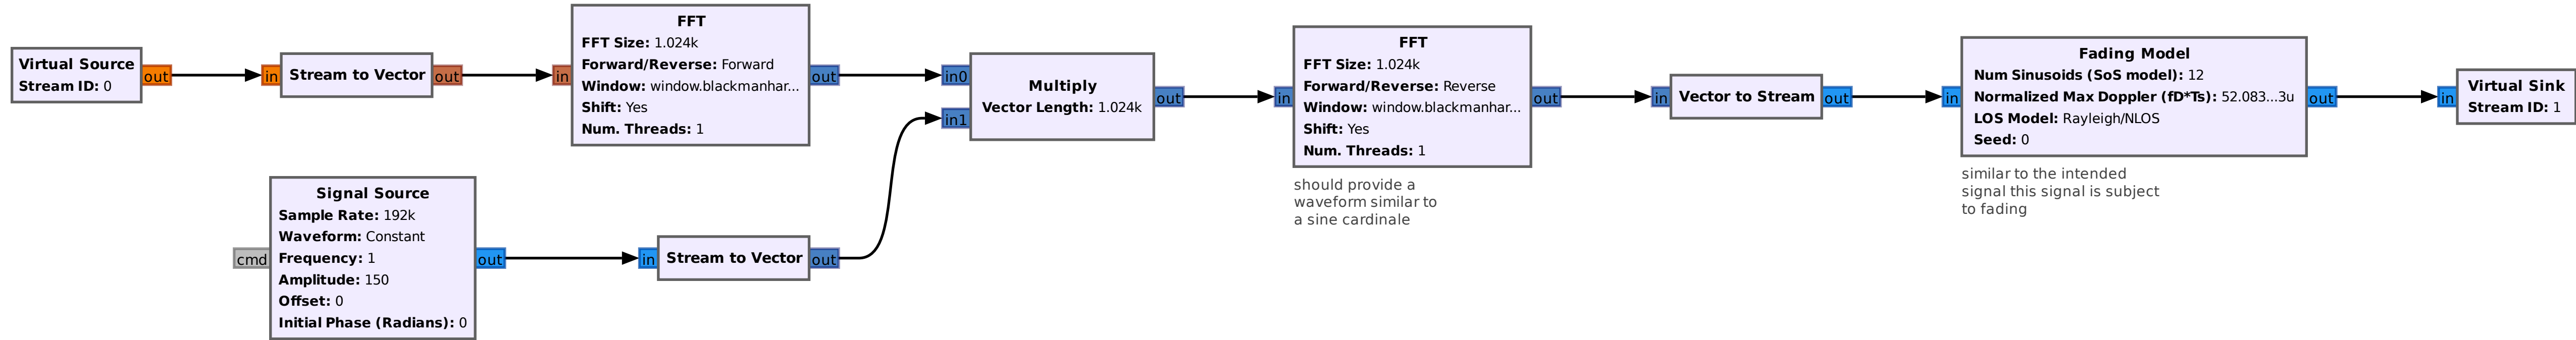 Virtual Source
Stream ID: 0
out
in
Stream to Vector
out
in
FFT
FFT Size: 1.024k
Forward/Reverse: Forward
Window: window.blackmanhar...
Shift: Yes
Num. Threads: 1
out
in0
in1
Multiply
Vector Length: 1.024k
out
in
FFT
FFT Size: 1.024k
Forward/Reverse: Reverse
Window: window.blackmanhar...
Shift: Yes
Num. Threads: 1
out
should provide a
waveform similar to
a sine cardinale
in
Vector to Stream
out
in
Fading Model
Num Sinusoids (SoS model): 12
Normalized Max Doppler (fD*Ts): 52.083...3u
LOS Model: Rayleigh/NLOS
Seed: 0
out
similar to the intended
signal this signal is subject
to fading
in
Virtual Sink
Stream ID: 1
cmd
Signal Source
Sample Rate: 192k
Waveform: Constant
Frequency: 1
Amplitude: 150
Offset: 0
Initial Phase (Radians): 0
out
in
Stream to Vector
out